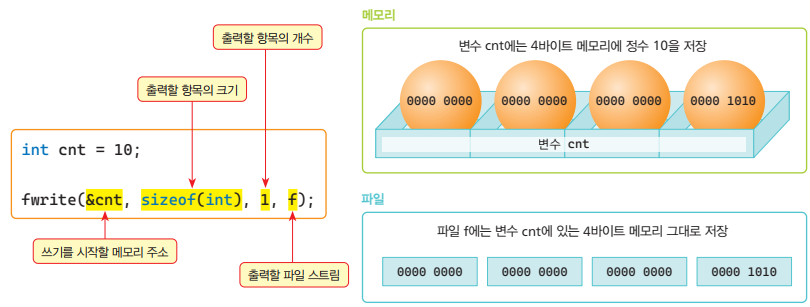 출력할 항목의 개수
출력할 항목의 크기
int cnt = 10;
fwrite(&cnt, sizeof(int), 1, f);
쓰기를 시작할 메모리 주소
출력할 파일 스트림
메모리
변수 cnt에는 4바이트 메모리에 정수 10을 저장
0000 0000 0000 0000 0000 0000 0000 1010
변수 cnt
파일
파일 f에는 변수 cnt에 있는 4바이트 메모리 그대로 저장
0000 0000 0000 0000 0000 0000 0000 1010